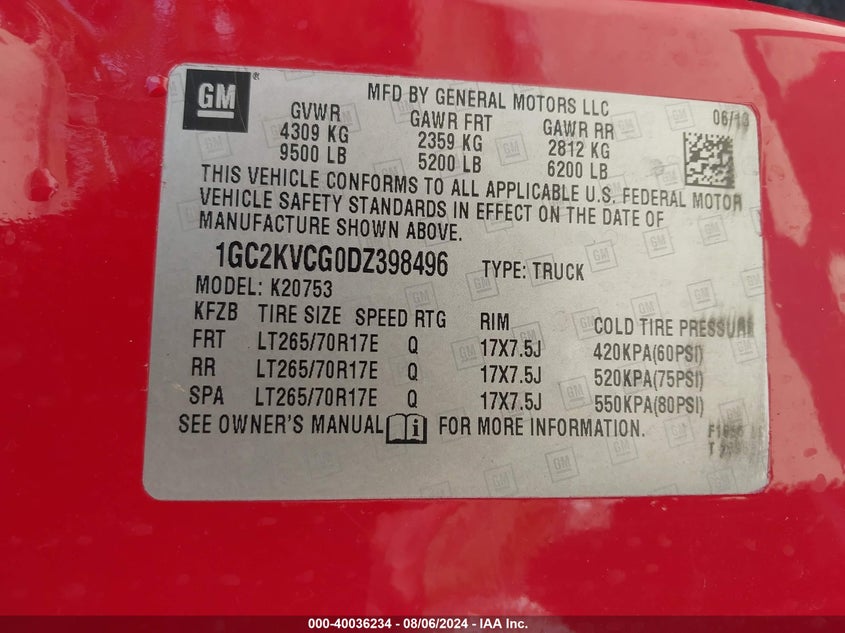 GM
®
MFD BY GENERAL MOTORS LLC
06/13
GVWR GAWR FRT GAWR RR
4309 KG 2359 KG 2812 KG
9500 LB 5200 LB 6200 LB
THIS VEHICLE CONFORMS TO ALL APPLICABLE U.S. FEDERAL MOTOR
VEHICLE SAFETY STANDARDS IN EFFECT ON THE DATE OF
MANUFACTURE SHOWN ABOVE.
1GC2KVCG0DZ398496 TYPE: TRUCK
MODEL: K20753
KFZB TIRE SIZE SPEED RTG RIM COLD TIRE PRESSURE
FRT LT265/70R17E Q 17X7.5J 420KPA(60PSI)
RR LT265/70R17E Q 17X7.5J 520KPA(75PSI)
SPA LT265/70R17E Q 17X7.5J 550KPA(80PSI)
SEE OWNER'S MANUAL FOR MORE INFORMATION.
000-40036234 - 08/06/2024 - IAA Inc.